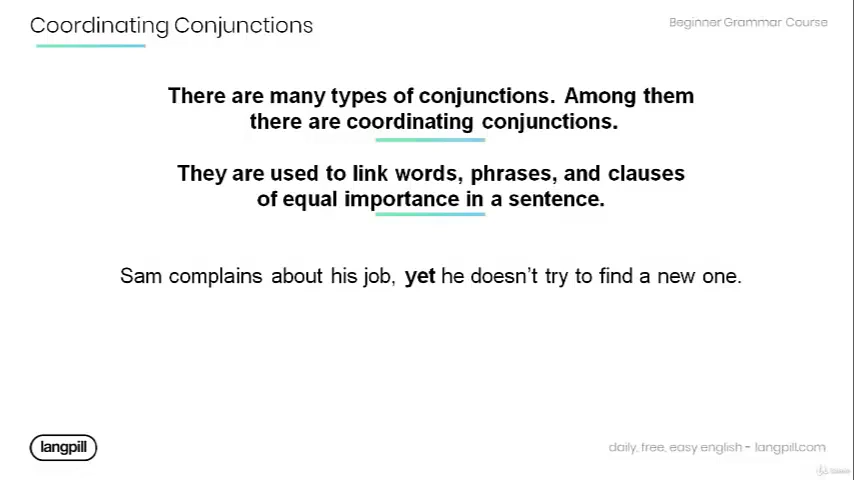 Coordinating Conjunctions
Beginner Grammar Course
There are many types of conjunctions. Among them
there are coordinating conjunctions.
They are used to link words, phrases, and clauses
of equal importance in a sentence.
Sam complains about his job, yet he doesn't try to find a new one.
langpill
daily, free, easy english - langpill.com